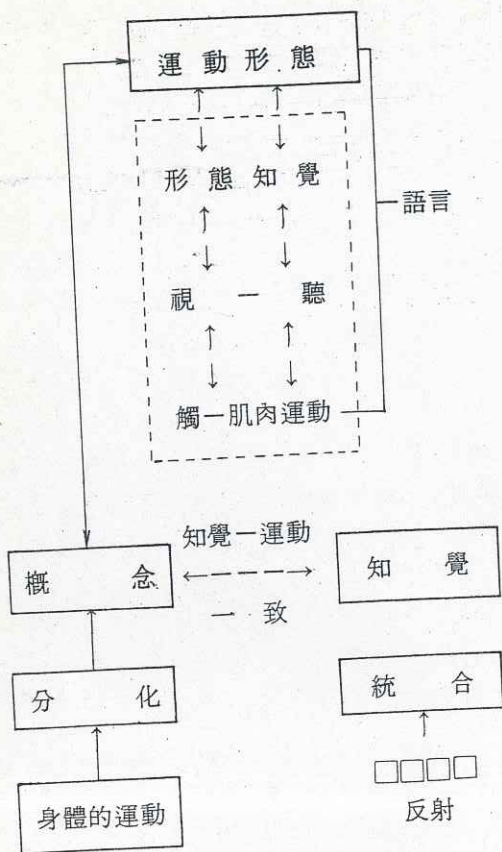 運動形態
形態知覺
語言
視—聽
觸—肌肉運動
知覺—運動
概念
知覺
一致
分化
統合
身體的運動
反射